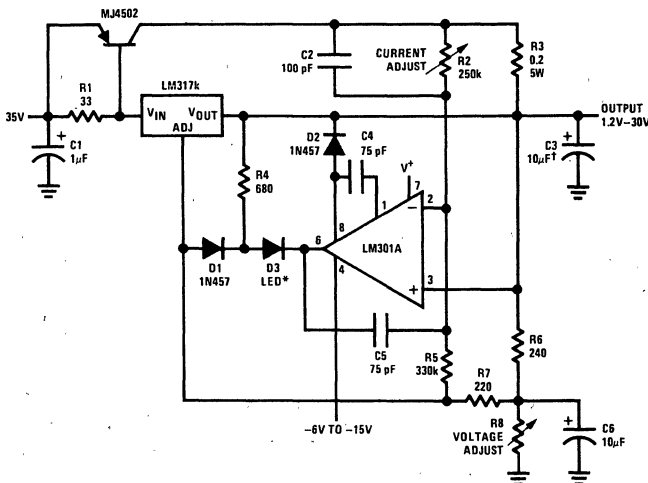 MJ4502
C2
100 pF
CURRENT
ADJUST
R2
250k
R3
0.2
5W
R1
33
LM317k
35V
VIN
VOUT
ADJ
OUTPUT
1.2V–30V
C1
1μF
+
D2
1N457
C4
75 pF
V+
7
+
C3
10μF†
R4
680
8
1
−
2
6
LM301A
4
+
3
D1
1N457
D3
LED*
C5
75 pF
R5
330k
R6
240
R7
220
−6V TO −15V
R8
VOLTAGE
ADJUST
+
C6
10μF